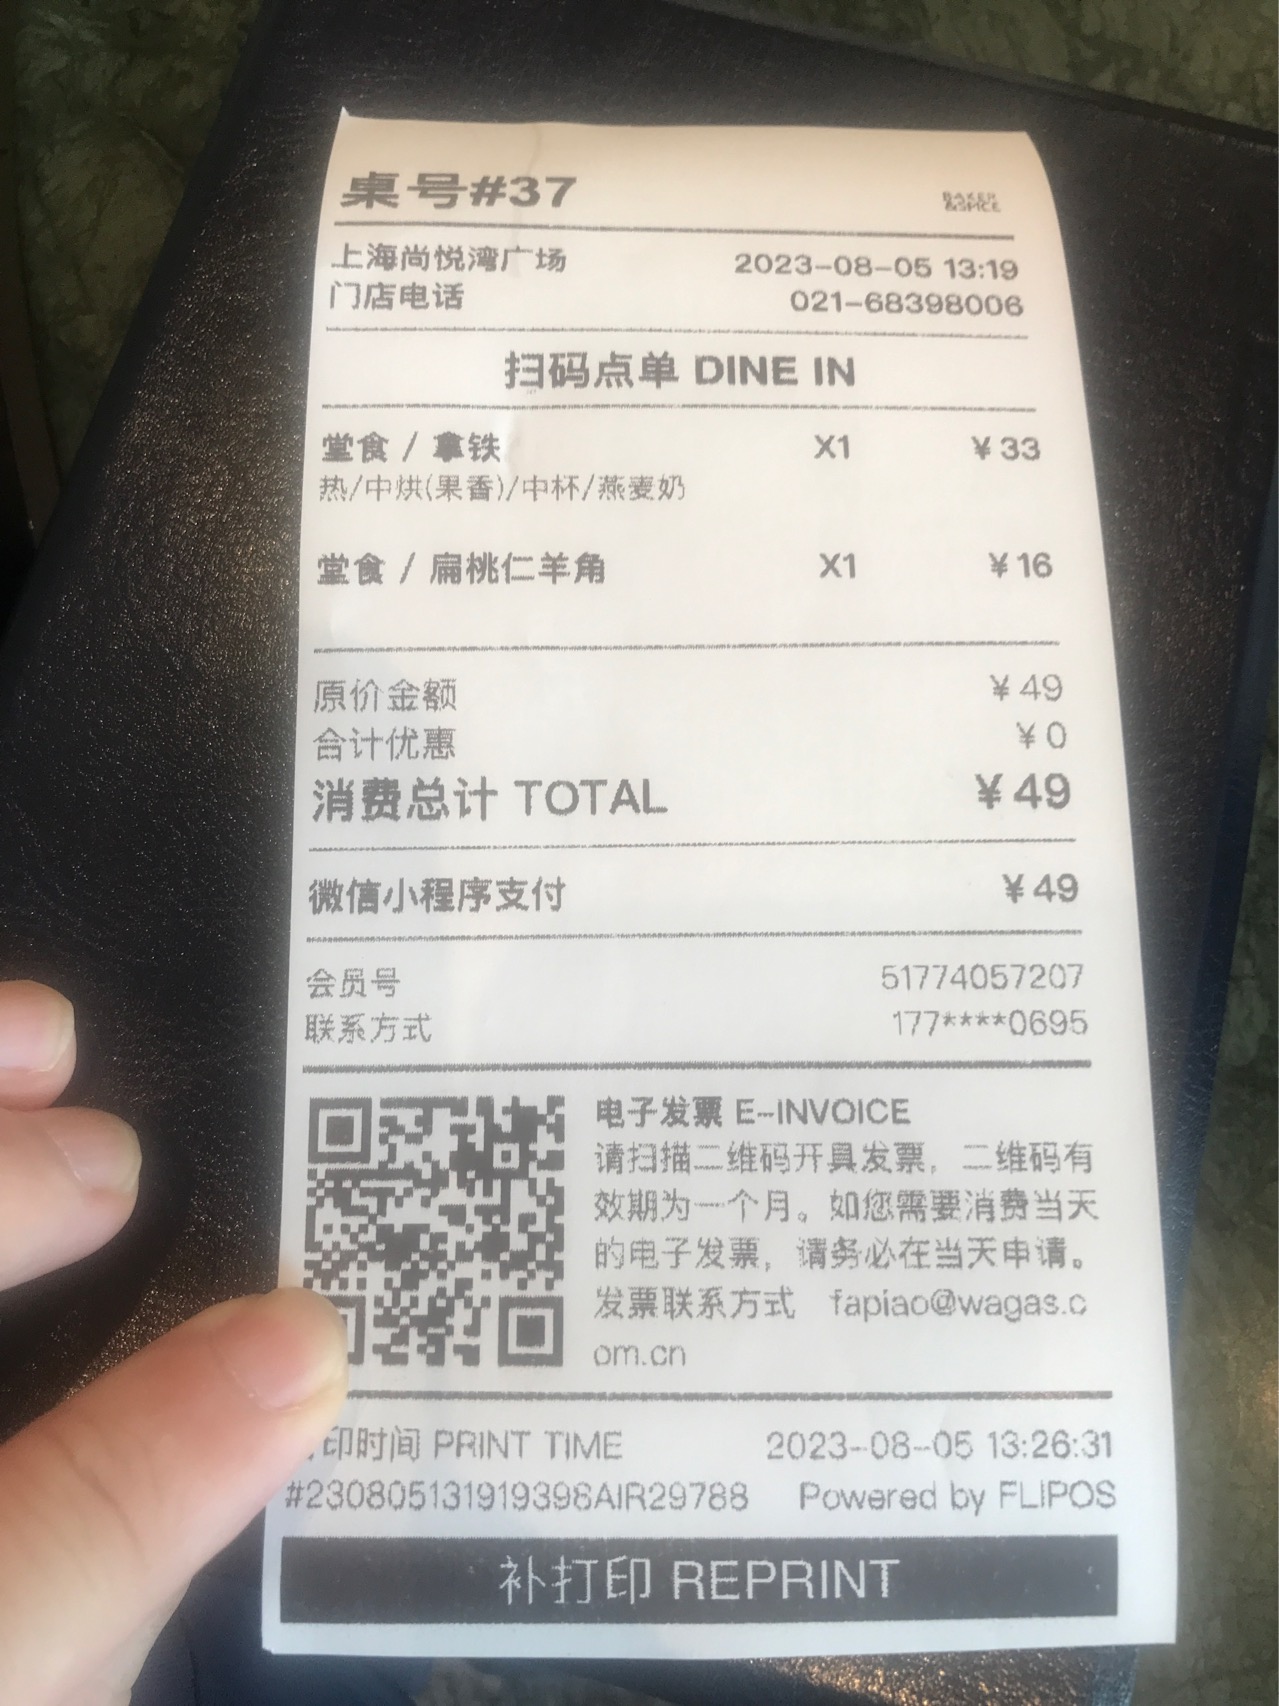 桌号#37
BAKER
&SPICE
上海尚悦湾广场 2023-08-05 13:19
门店电话 021-68398006
扫码点单 DINE IN
堂食 / 拿铁 X1 ¥33
热/中烘(果香)/中杯/燕麦奶
堂食 / 扁桃仁羊角 X1 ¥16
原价金额 ¥49
合计优惠 ¥0
消费总计 TOTAL ¥49
微信小程序支付 ¥49
会员号 51774057207
联系方式 177****0695
电子发票 E-INVOICE
请扫描二维码开具发票，二维码有
效期为一个月。如您需要消费当天
的电子发票，请务必在当天申请。
发票联系方式 fapiao@wagas.c
om.cn
印时间 PRINT TIME 2023-08-05 13:26:31
#230805131919398AIR29788 Powered by FLIPOS
补打印 REPRINT